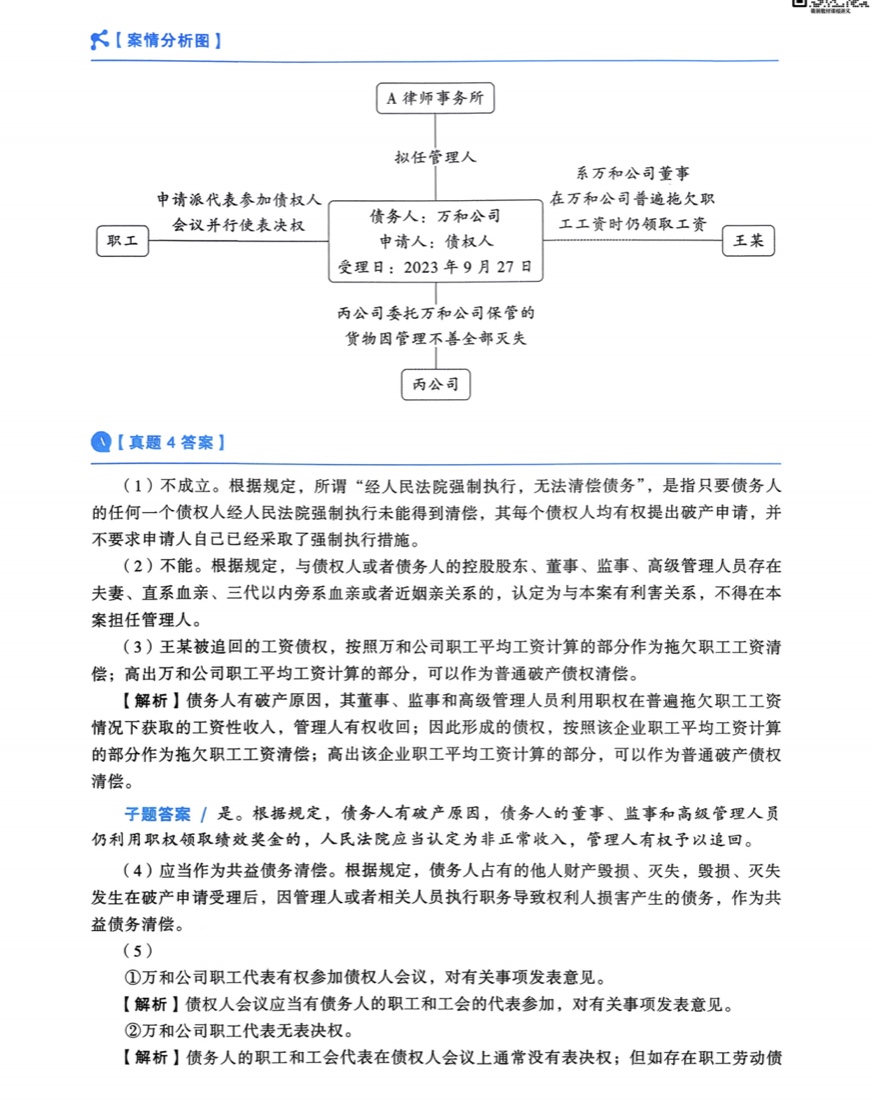 【案情分析图】
A 律师事务所
拟任管理人
系万和公司董事
在万和公司普遍拖欠职
工工资时仍领取工资
申请派代表参加债权人
会议并行使表决权
职工
债务人：万和公司
申请人：债权人
受理日：2023 年 9 月 27 日
王某
丙公司委托万和公司保管的
货物因管理不善全部灭失
丙公司
【真题 4 答案】
（1）不成立。根据规定，所谓“经人民法院强制执行，无法清偿债务”，是指只要债务人
的任何一个债权人经人民法院强制执行未能得到清偿，其每个债权人均有权提出破产申请，并
不要求申请人自己已经采取了强制执行措施。
（2）不能。根据规定，与债权人或者债务人的控股股东、董事、监事、高级管理人员存在
夫妻、直系血亲、三代以内旁系血亲或者近姻亲关系的，认定为与本案有利害关系，不得在本
案担任管理人。
（3）王某被追回的工资债权，按照万和公司职工平均工资计算的部分作为拖欠职工工资清
偿；高出万和公司职工平均工资计算的部分，可以作为普通破产债权清偿。
【解析】债务人有破产原因，其董事、监事和高级管理人员利用职权在普遍拖欠职工工资
情况下获取的工资性收入，管理人有权收回；因此形成的债权，按照该企业职工平均工资计算
的部分作为拖欠职工工资清偿；高出该企业职工平均工资计算的部分，可以作为普通破产债权
清偿。
子题答案 / 是。根据规定，债务人有破产原因，债务人的董事、监事和高级管理人员
仍利用职权领取绩效奖金的，人民法院应当认定为非正常收入，管理人有权予以追回。
（4）应当作为共益债务清偿。根据规定，债务人占有的他人财产毁损、灭失，毁损、灭失
发生在破产申请受理后，因管理人或者相关人员执行职务导致权利人损害产生的债务，作为共
益债务清偿。
（5）
①万和公司职工代表有权参加债权人会议，对有关事项发表意见。
【解析】债权人会议应当有债务人的职工和工会的代表参加，对有关事项发表意见。
②万和公司职工代表无表决权。
【解析】债务人的职工和工会代表在债权人会议上通常没有表决权；但如存在职工劳动债